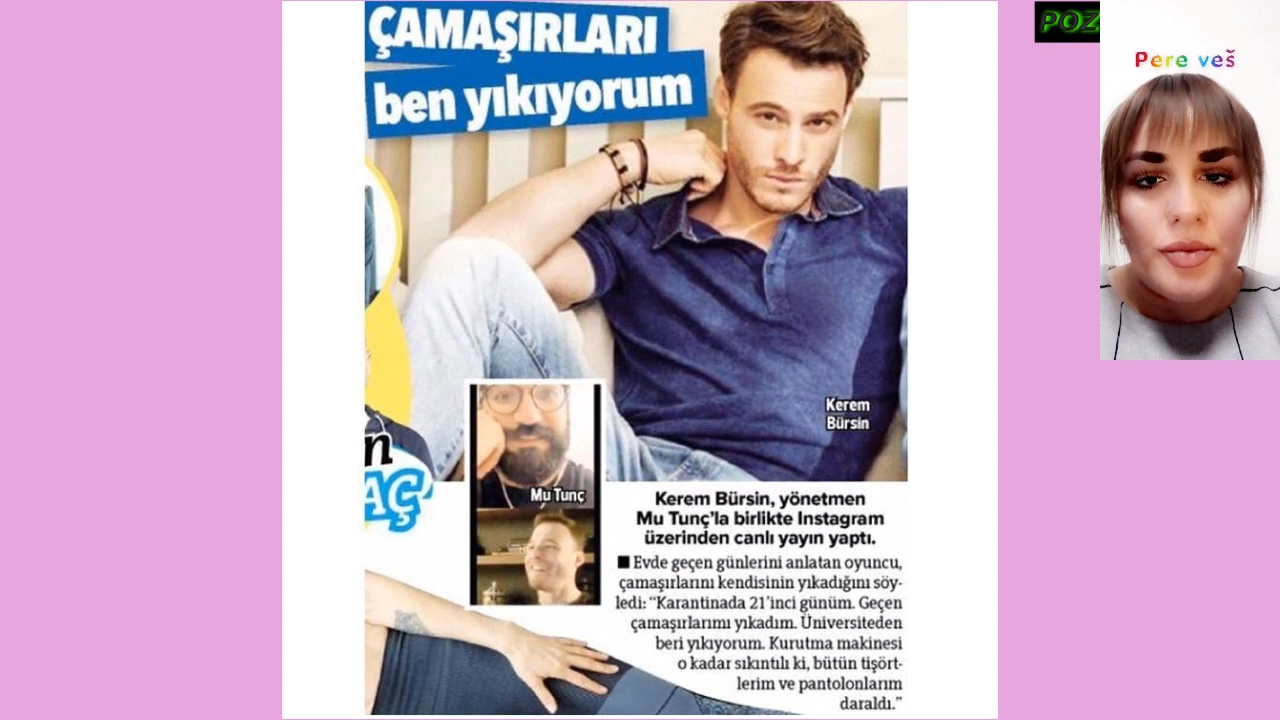 ÇAMAŞIRLARI
ben yıkıyorum
POZ
Pere veš
Kerem
Bürsin
Mu Tunç
n
AÇ
Kerem Bürsin, yönetmen
Mu Tunç’la birlikte Instagram
üzerinden canlı yayın yaptı.
■ Evde geçen günlerini anlatan oyuncu,
çamaşırlarını kendisinin yıkadığını söy-
ledi: “Karantinada 21’inci günüm. Geçen
çamaşırlarımı yıkadım. Üniversiteden
beri yıkıyorum. Kurutma makinesi
o kadar sıkıntılı ki, bütün tişört-
lerim ve pantolonlarım
daraldı.”